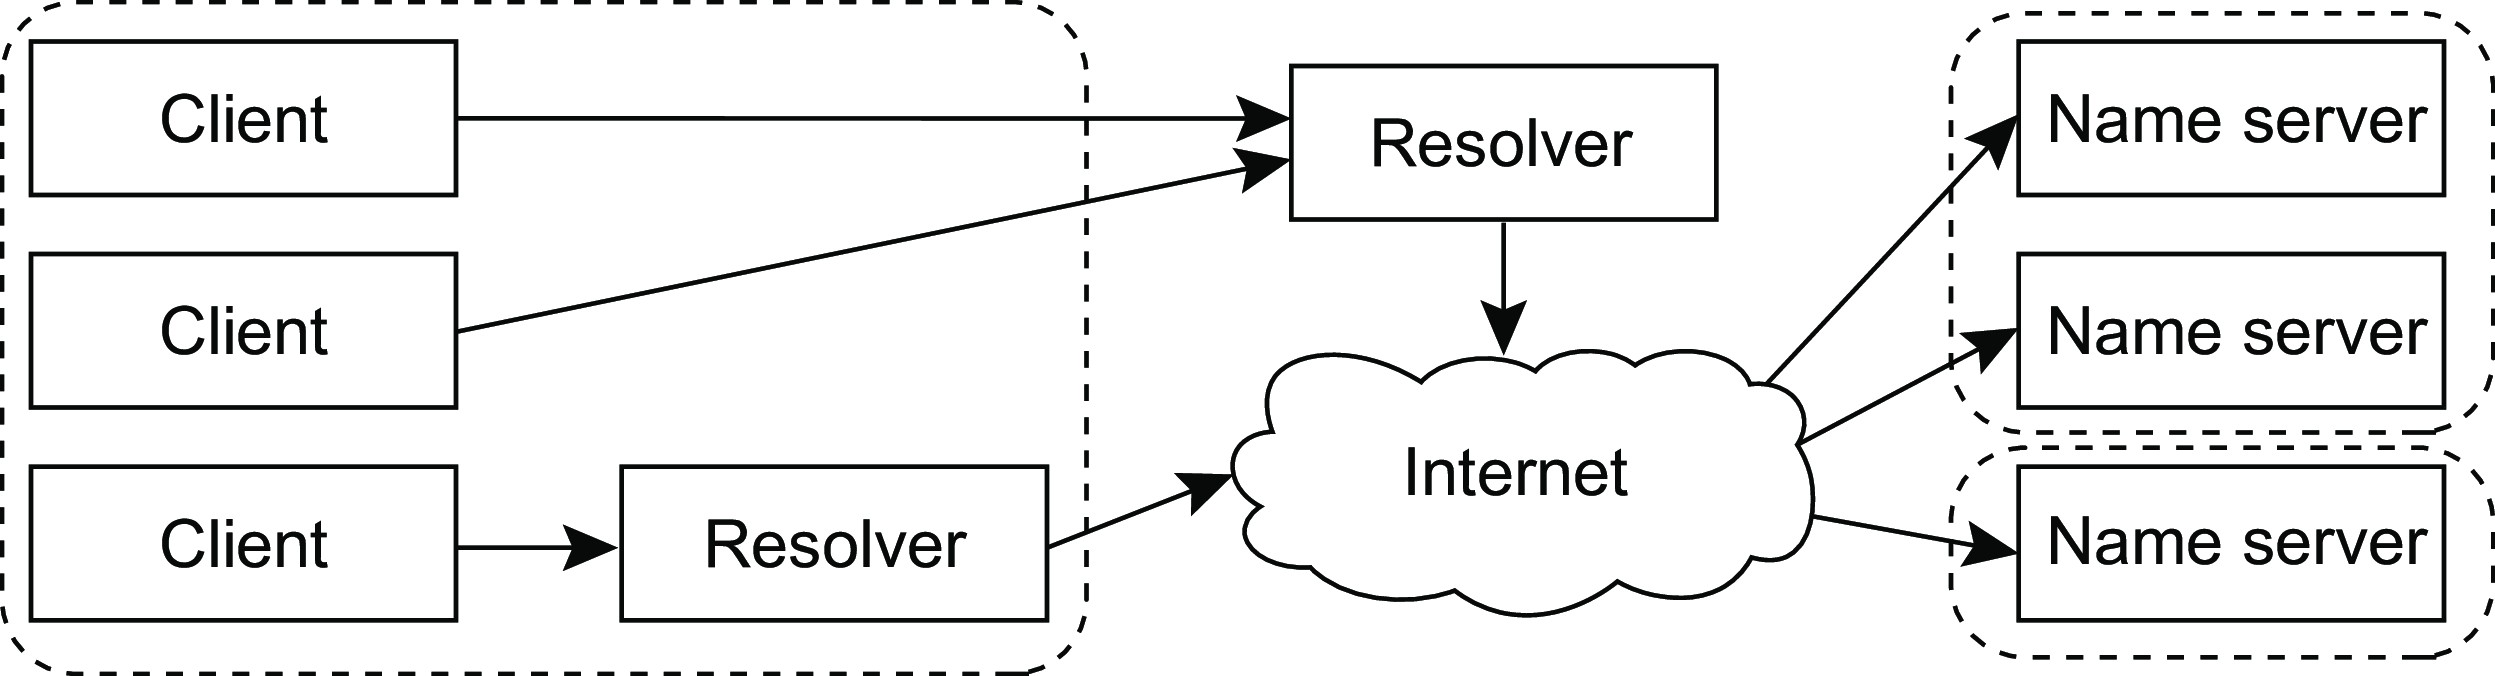 Client
Resolver
Name server
Client
Name server
Internet
Client
Resolver
Name server